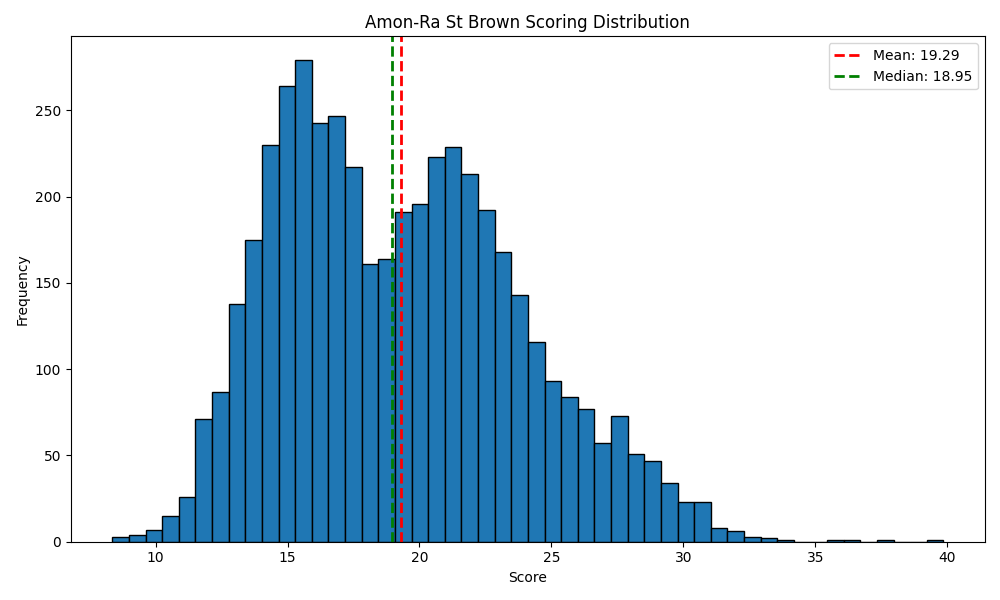 Amon-Ra St Brown Scoring Distribution
Mean: 19.29
Median: 18.95
Frequency
250
200
150
100
50
0
10 15 20 25 30 35 40
Score